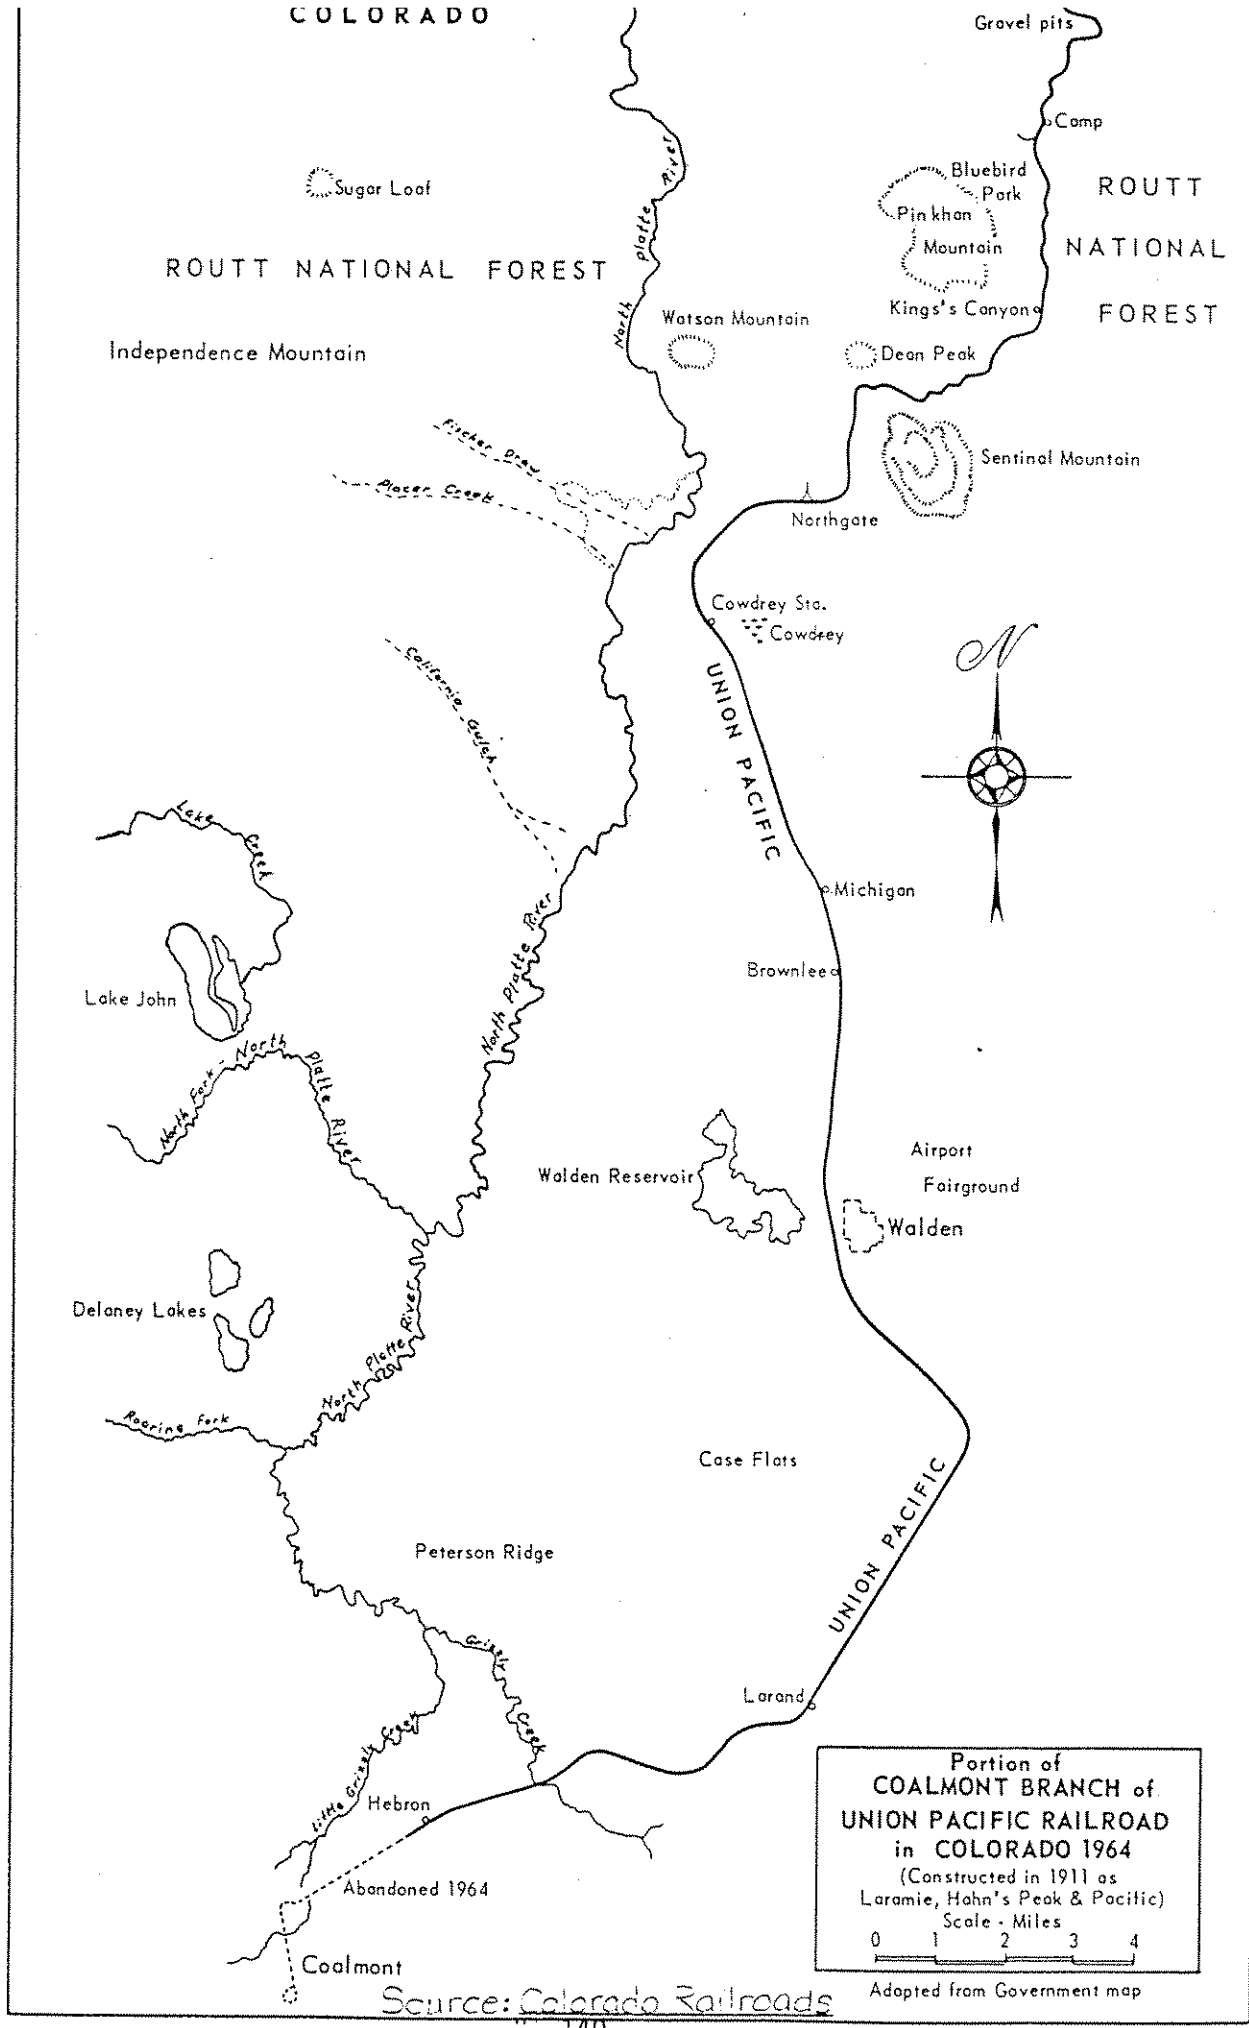 COLORADO
Gravel pits
Camp
Bluebird
Park
Pinkhan
Mountain
ROUTT
NATIONAL
FOREST
Sugar Loaf
North Platte River
ROUTT NATIONAL FOREST
Watson Mountain
King's's Canyon
Independence Mountain
Dean Peak
Fischer Draw
Placer Creek
Sentinal Mountain
Northgate
Cowdrey Sta.
Cowdrey
N
California Gulch
UNION PACIFIC
Lake Creek
Michigan
Brownlee
North Platte River
Lake John
North Fork - North Platte River
Walden Reservoir
Airport
Fairground
Walden
Delaney Lakes
North Platte River
Roaring Fork
Case Flats
UNION PACIFIC
Peterson Ridge
Grizzly Creek
Larand
Little Grizzly Creek
Hebron
Abandoned 1964
Coalmont
Portion of
COALMONT BRANCH of
UNION PACIFIC RAILROAD
in COLORADO 1964
(Constructed in 1911 as
Laramie, Hahn's Peak & Pacific)
Scale - Miles
0 1 2 3 4
Adapted from Government map
Source: Colorado Railroads